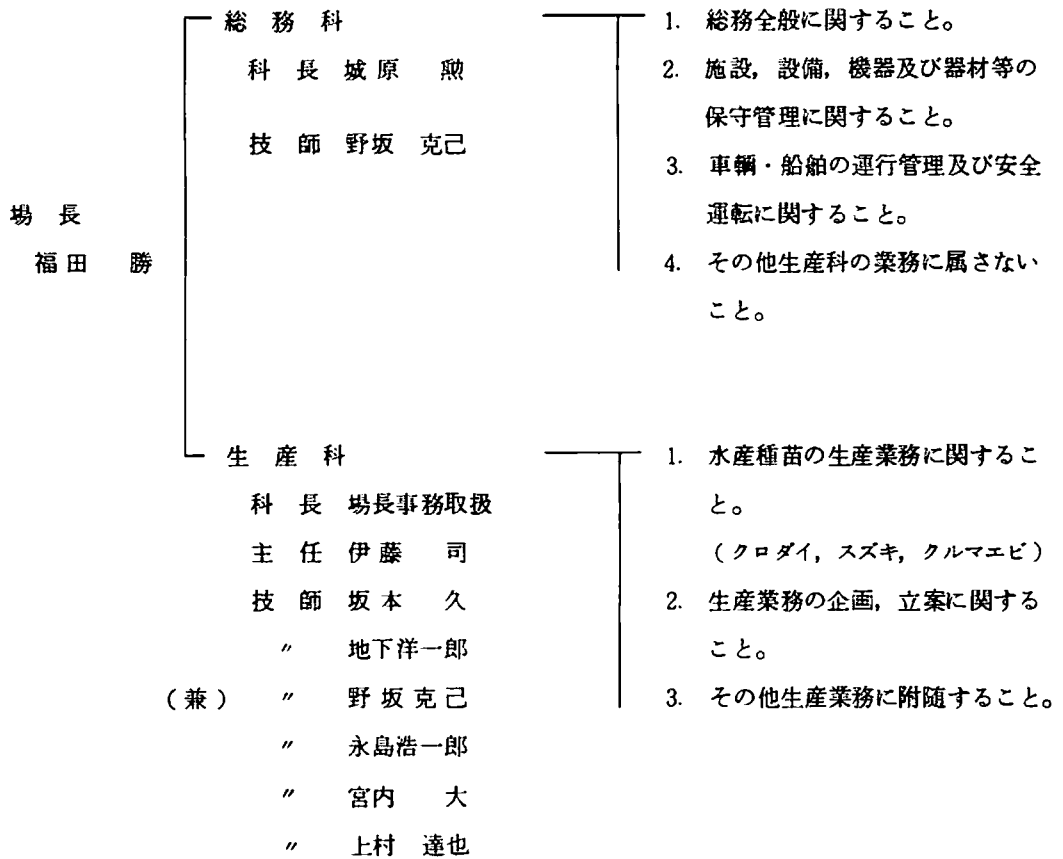 場 長
福田 勝
総 務 科
科 長 城原 勲
技 師 野坂 克己
1. 総務全般に関すること。
2. 施設，設備，機器及び器材等の
保守管理に関すること。
3. 車輛・船舶の運行管理及び安全
運転に関すること。
4. その他生産科の業務に属さない
こと。
生 産 科
科 長 場長事務取扱
主 任 伊藤 司
技 師 坂本 久
〃 地下洋一郎
（兼） 〃 野坂克己
〃 永島浩一郎
〃 宮内 大
〃 上村 達也
1. 水産種苗の生産業務に関するこ
と。
（クロダイ，スズキ，クルマエビ）
2. 生産業務の企画，立案に関する
こと。
3. その他生産業務に附随すること。